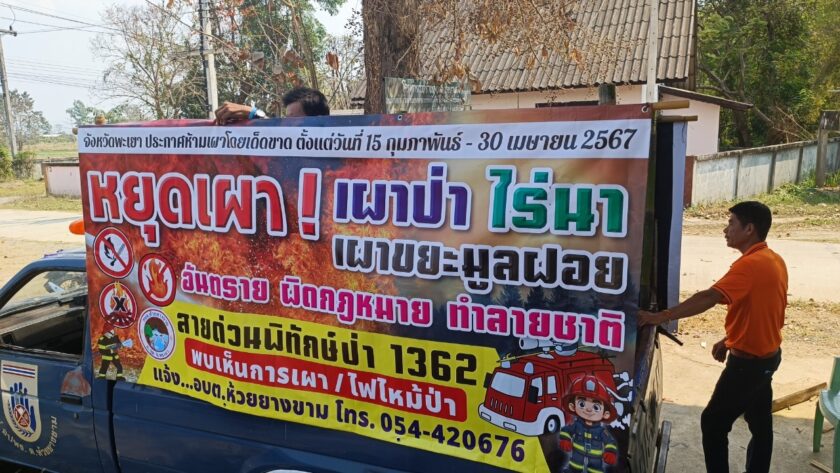 จังหวัดพะเยา ประกาศห้ามเผาโดยเด็ดขาด ตั้งแต่วันที่ 15 กุมภาพันธ์ - 30 เมษายน 2567
หยุดเผา ! เผาป่า ไร่นา
เผาขยะมูลฝอย
อันตราย ผิดกฎหมาย ทำลายชาติ
สายด่วนพิทักษ์ป่า 1362
พบเห็นการเผา / ไฟไหม้ป่า
แจ้ง...อบต.ห้วยยางขาม โทร. 054-420676